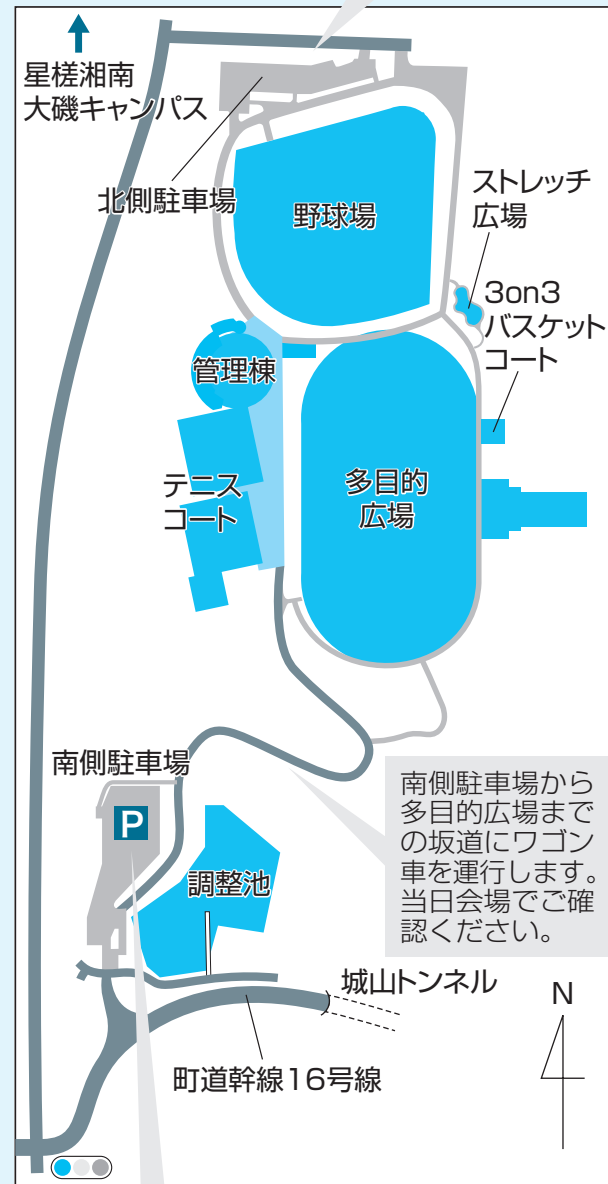 星槎湘南
大磯キャンパス
北側駐車場
野球場
ストレッチ
広場
3on3
バスケット
コート
管理棟
テニス
コート
多目的
広場
南側駐車場
P
調整池
南側駐車場から
多目的広場まで
の坂道にワゴン
車を運行します。
当日会場でご確
認ください。
城山トンネル
N
町道幹線16号線